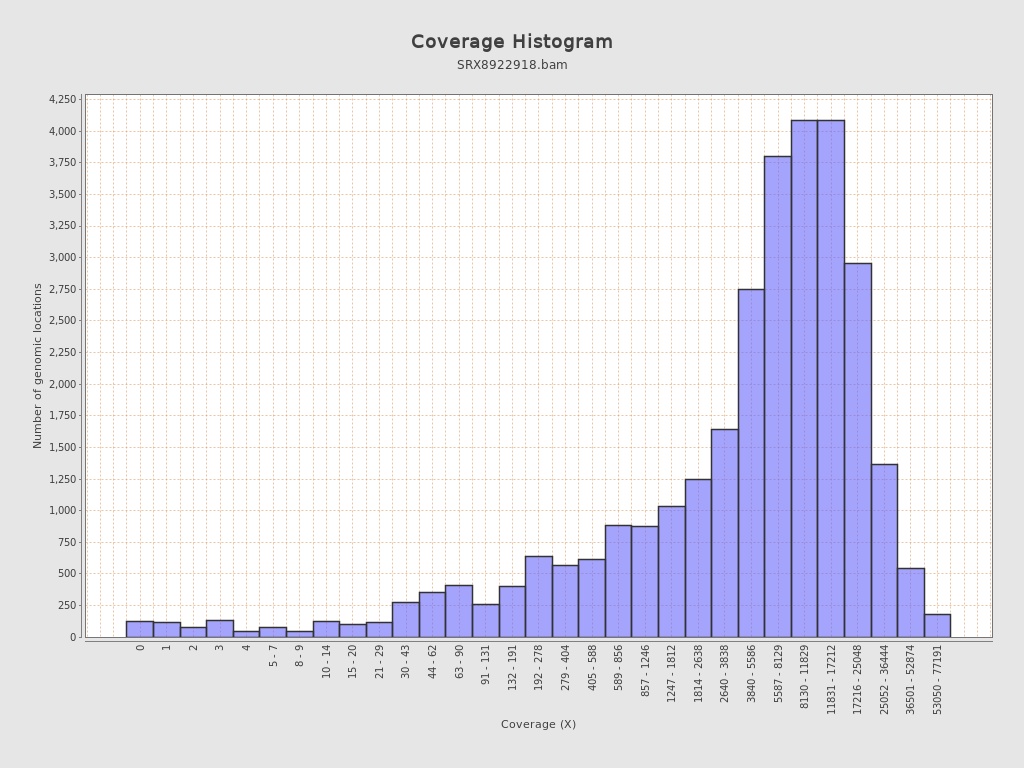 Coverage Histogram
SRX8922918.bam
4,250
4,000
3,750
3,500
3,250
3,000
2,750
2,500
2,250
2,000
1,750
1,500
1,250
1,000
750
500
250
0
Number of genomic locations
0
1
2
3
4
5 - 7
8 - 9
10 - 14
15 - 20
21 - 29
30 - 43
44 - 62
63 - 90
91 - 131
132 - 191
192 - 278
279 - 404
405 - 588
589 - 856
857 - 1246
1247 - 1812
1814 - 2638
2640 - 3838
3840 - 5586
5587 - 8129
8130 - 11829
11831 - 17212
17216 - 25048
25052 - 36444
36501 - 52874
53050 - 77191
Coverage (X)